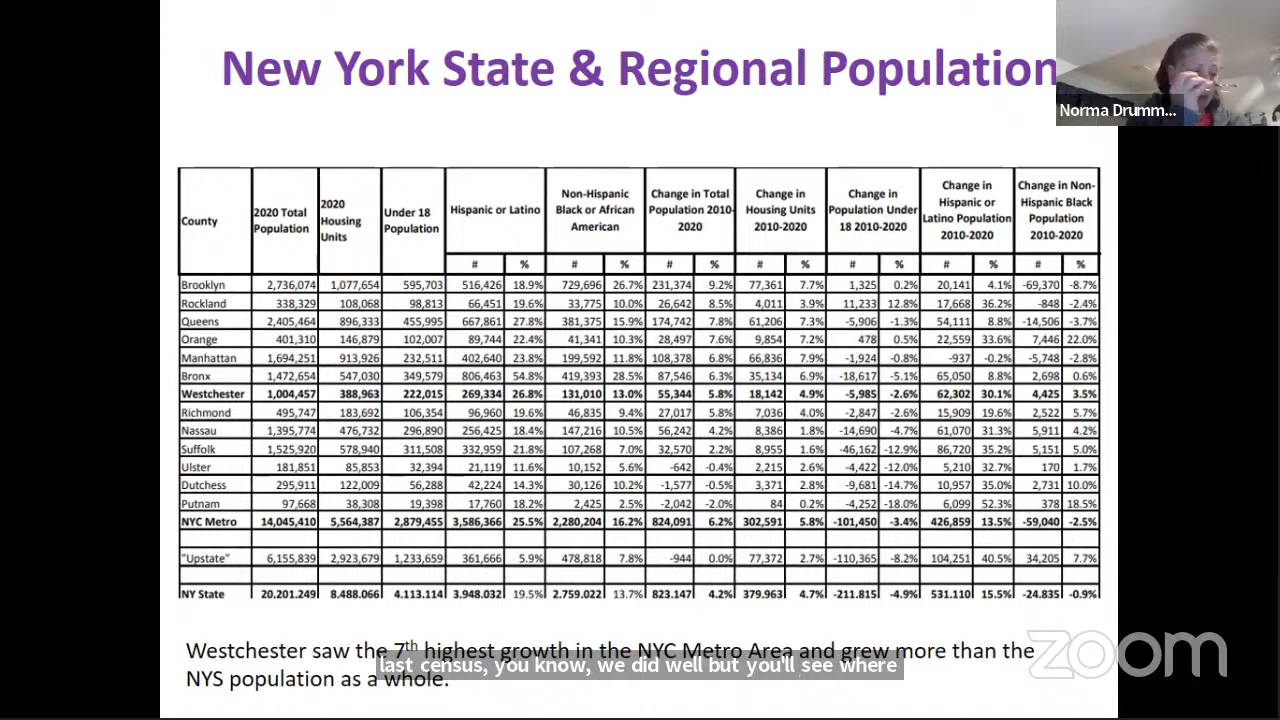 New York State & Regional Population
Norma Drumm...
County
2020 Total Population
2020 Housing Units
Under 18 Population
Hispanic or Latino
Non-Hispanic Black or African American
Change in Total Population 2010-2020
Change in Housing Units 2010-2020
Change in Population Under 18 2010-2020
Change in Hispanic or Latino Population 2010-2020
Change in Non-Hispanic Black Population 2010-2020
# % # % # % # % # % # % # %
Brooklyn 2,736,074 1,077,654 595,703 516,426 18.9% 729,696 26.7% 231,374 9.2% 77,361 7.7% 1,325 0.2% 20,141 4.1% -69,370 -8.7%
Rockland 338,329 108,068 98,813 66,451 19.6% 33,775 10.0% 26,642 8.5% 4,011 3.9% 11,233 12.8% 17,668 36.2% -848 -2.4%
Queens 2,405,464 896,333 455,995 667,861 27.8% 381,375 15.9% 174,742 7.8% 61,206 7.3% -5,906 -1.3% 54,111 8.8% -14,506 -3.7%
Orange 401,310 146,879 102,007 89,744 22.4% 41,341 10.3% 28,497 7.6% 9,854 7.2% 478 0.5% 22,559 33.6% 7,446 22.0%
Manhattan 1,694,251 913,926 232,511 402,640 23.8% 199,592 11.8% 108,378 6.8% 66,836 7.9% -1,924 -0.8% -937 -0.2% -5,748 -2.8%
Bronx 1,472,654 547,030 349,579 806,463 54.8% 419,393 28.5% 87,546 6.3% 35,134 6.9% -18,617 -5.1% 65,050 8.8% 2,698 0.6%
Westchester 1,004,457 388,963 222,015 269,334 26.8% 131,010 13.0% 55,344 5.8% 18,142 4.9% -5,985 -2.6% 62,302 30.1% 4,425 3.5%
Richmond 495,747 183,692 106,354 96,960 19.6% 46,835 9.4% 27,017 5.8% 7,036 4.0% -2,847 -2.6% 15,909 19.6% 2,522 5.7%
Nassau 1,395,774 476,732 296,890 256,425 18.4% 147,216 10.5% 56,242 4.2% 8,386 1.8% -14,690 -4.7% 61,070 31.3% 5,911 4.2%
Suffolk 1,525,920 578,940 311,508 332,959 21.8% 107,268 7.0% 32,570 2.2% 8,955 1.6% -46,162 -12.9% 86,720 35.2% 5,151 5.0%
Ulster 181,851 85,853 32,394 21,119 11.6% 10,152 5.6% -642 -0.4% 2,215 2.6% -4,422 -12.0% 5,210 32.7% 170 1.7%
Dutchess 295,911 122,009 56,288 42,224 14.3% 30,126 10.2% -1,577 -0.5% 3,371 2.8% -9,681 -14.7% 10,957 35.0% 2,731 10.0%
Putnam 97,668 38,308 19,398 17,760 18.2% 2,425 2.5% -2,042 -2.0% 84 0.2% -4,252 -18.0% 6,099 52.3% 378 18.5%
NYC Metro 14,045,410 5,564,387 2,879,455 3,586,366 25.5% 2,280,204 16.2% 824,091 6.2% 302,591 5.8% -101,450 -3.4% 426,859 13.5% -59,040 -2.5%
"Upstate" 6,155,839 2,923,679 1,233,659 361,666 5.9% 478,818 7.8% -944 0.0% 77,372 2.7% -110,365 -8.2% 104,251 40.5% 34,205 7.7%
NY State 20,201,249 8,488,066 4,113,114 3,948,032 19.5% 2,759,022 13.7% 823,147 4.2% 379,963 4.7% -211,815 -4.9% 531,110 15.5% -24,835 -0.9%
Westchester saw the 7th highest growth in the NYC Metro Area and grew more than the
NYS population as a whole.
last census, you know, we did well but you'll see where
zoom